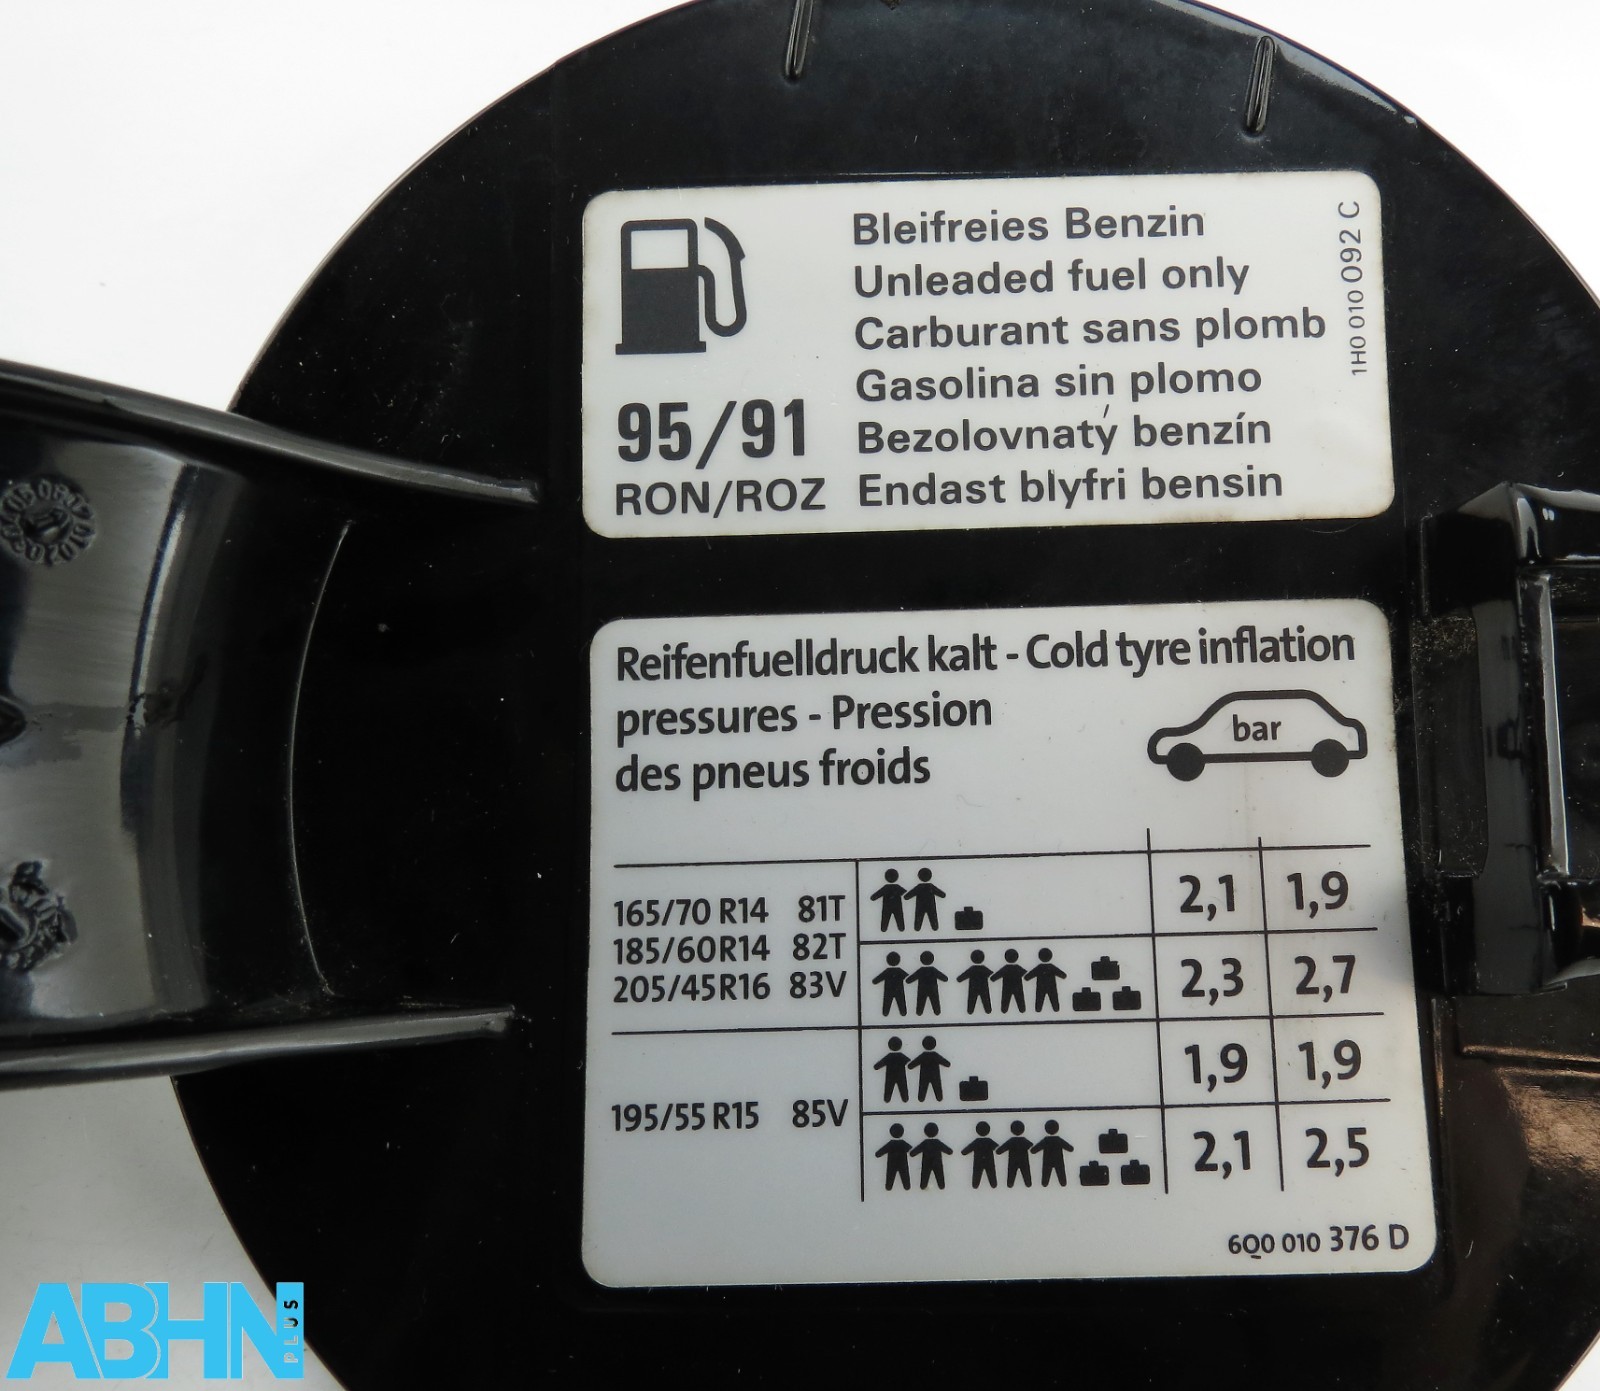 Bleifreies Benzin
Unleaded fuel only
Carburant sans plomb
Gasolina sin plomo
Bezolovnatý benzín
Endast blyfri bensin
95/91
RON/ROZ
1H0 010 092 C
Reifenfuelldruck kalt - Cold tyre inflation
pressures - Pression
des pneus froids
bar
165/70 R14 81T
185/60R14 82T
205/45R16 83V
2,1 1,9
2,3 2,7
195/55 R15 85V
1,9 1,9
2,1 2,5
6Q0 010 376 D
ABHN
PLUS